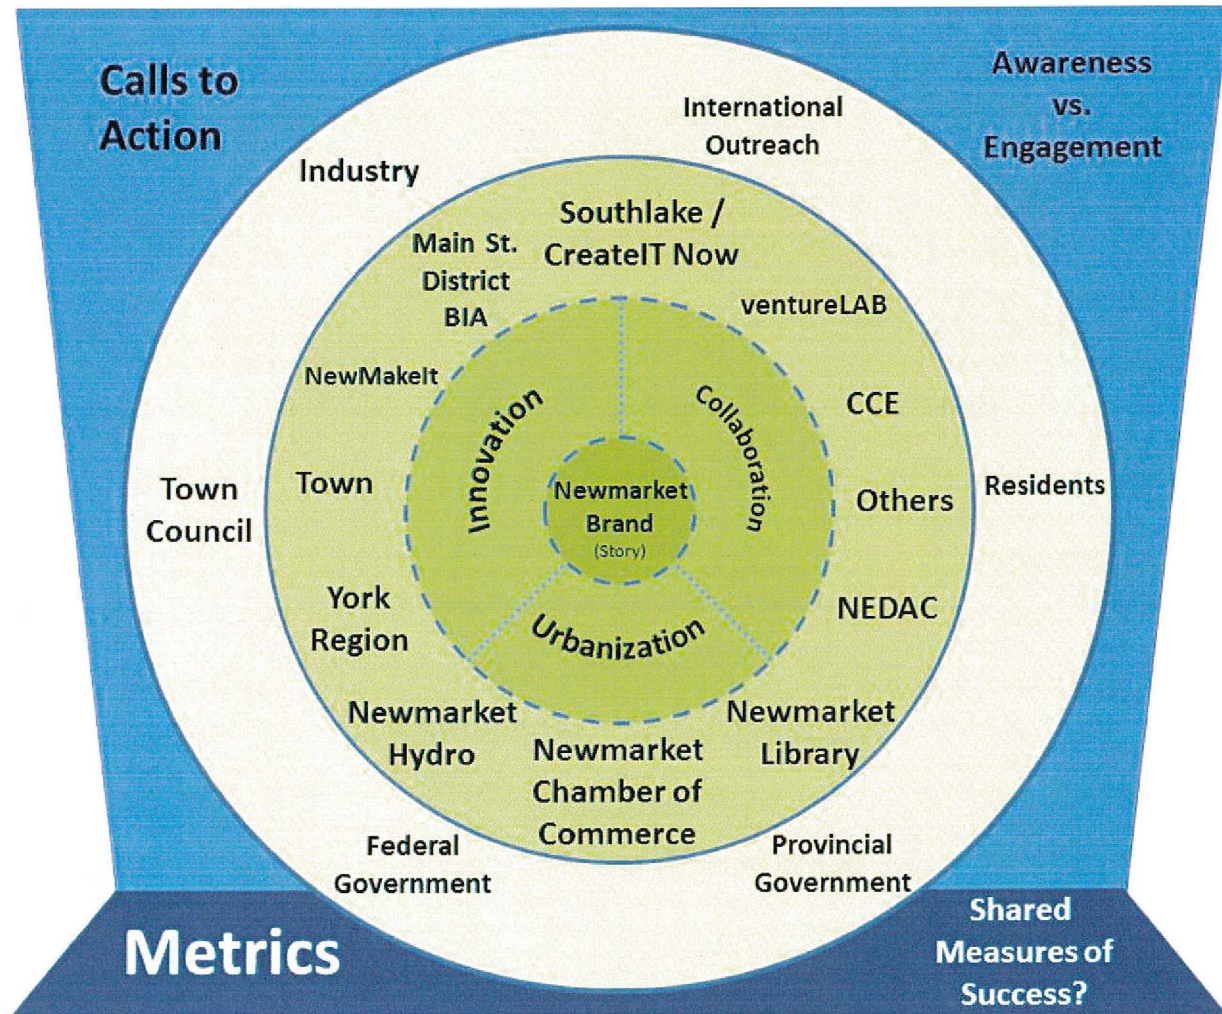 Calls to
Action
Awareness
vs.
Engagement
International
Outreach
Industry
Southlake /
CreateIT Now
Main St.
District
BIA
ventureLAB
NewMakeIt
CCE
Innovation
Collaboration
Town
Others
Residents
Town
Council
Newmarket
Brand
(Story)
York
Region
NEDAC
Urbanization
Newmarket
Hydro
Newmarket
Library
Newmarket
Chamber of
Commerce
Federal
Government
Provincial
Government
Metrics
Shared
Measures of
Success?